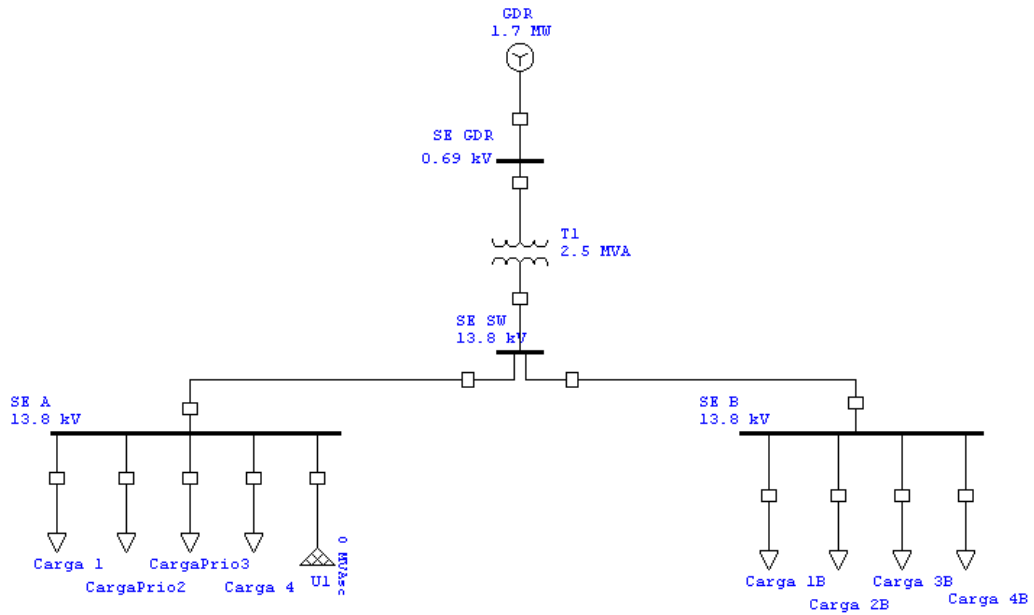 GDR
1.7 MW
SE GDR
0.69 kV
T1
2.5 MVA
SE SW
13.8 kV
SE A
13.8 kV
SE B
13.8 kV
Carga 1
CargaPrio2
CargaPrio3
Carga 4
U1
0 MVAsc
Carga 1B
Carga 2B
Carga 3B
Carga 4B